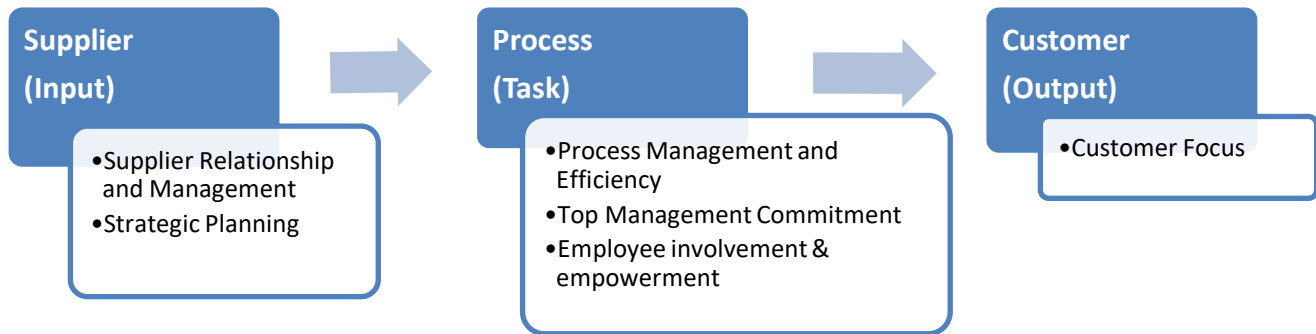 Supplier
(Input)
•Supplier Relationship
and Management
•Strategic Planning
Process
(Task)
•Process Management and
Efficiency
•Top Management Commitment
•Employee involvement &
empowerment
Customer
(Output)
•Customer Focus